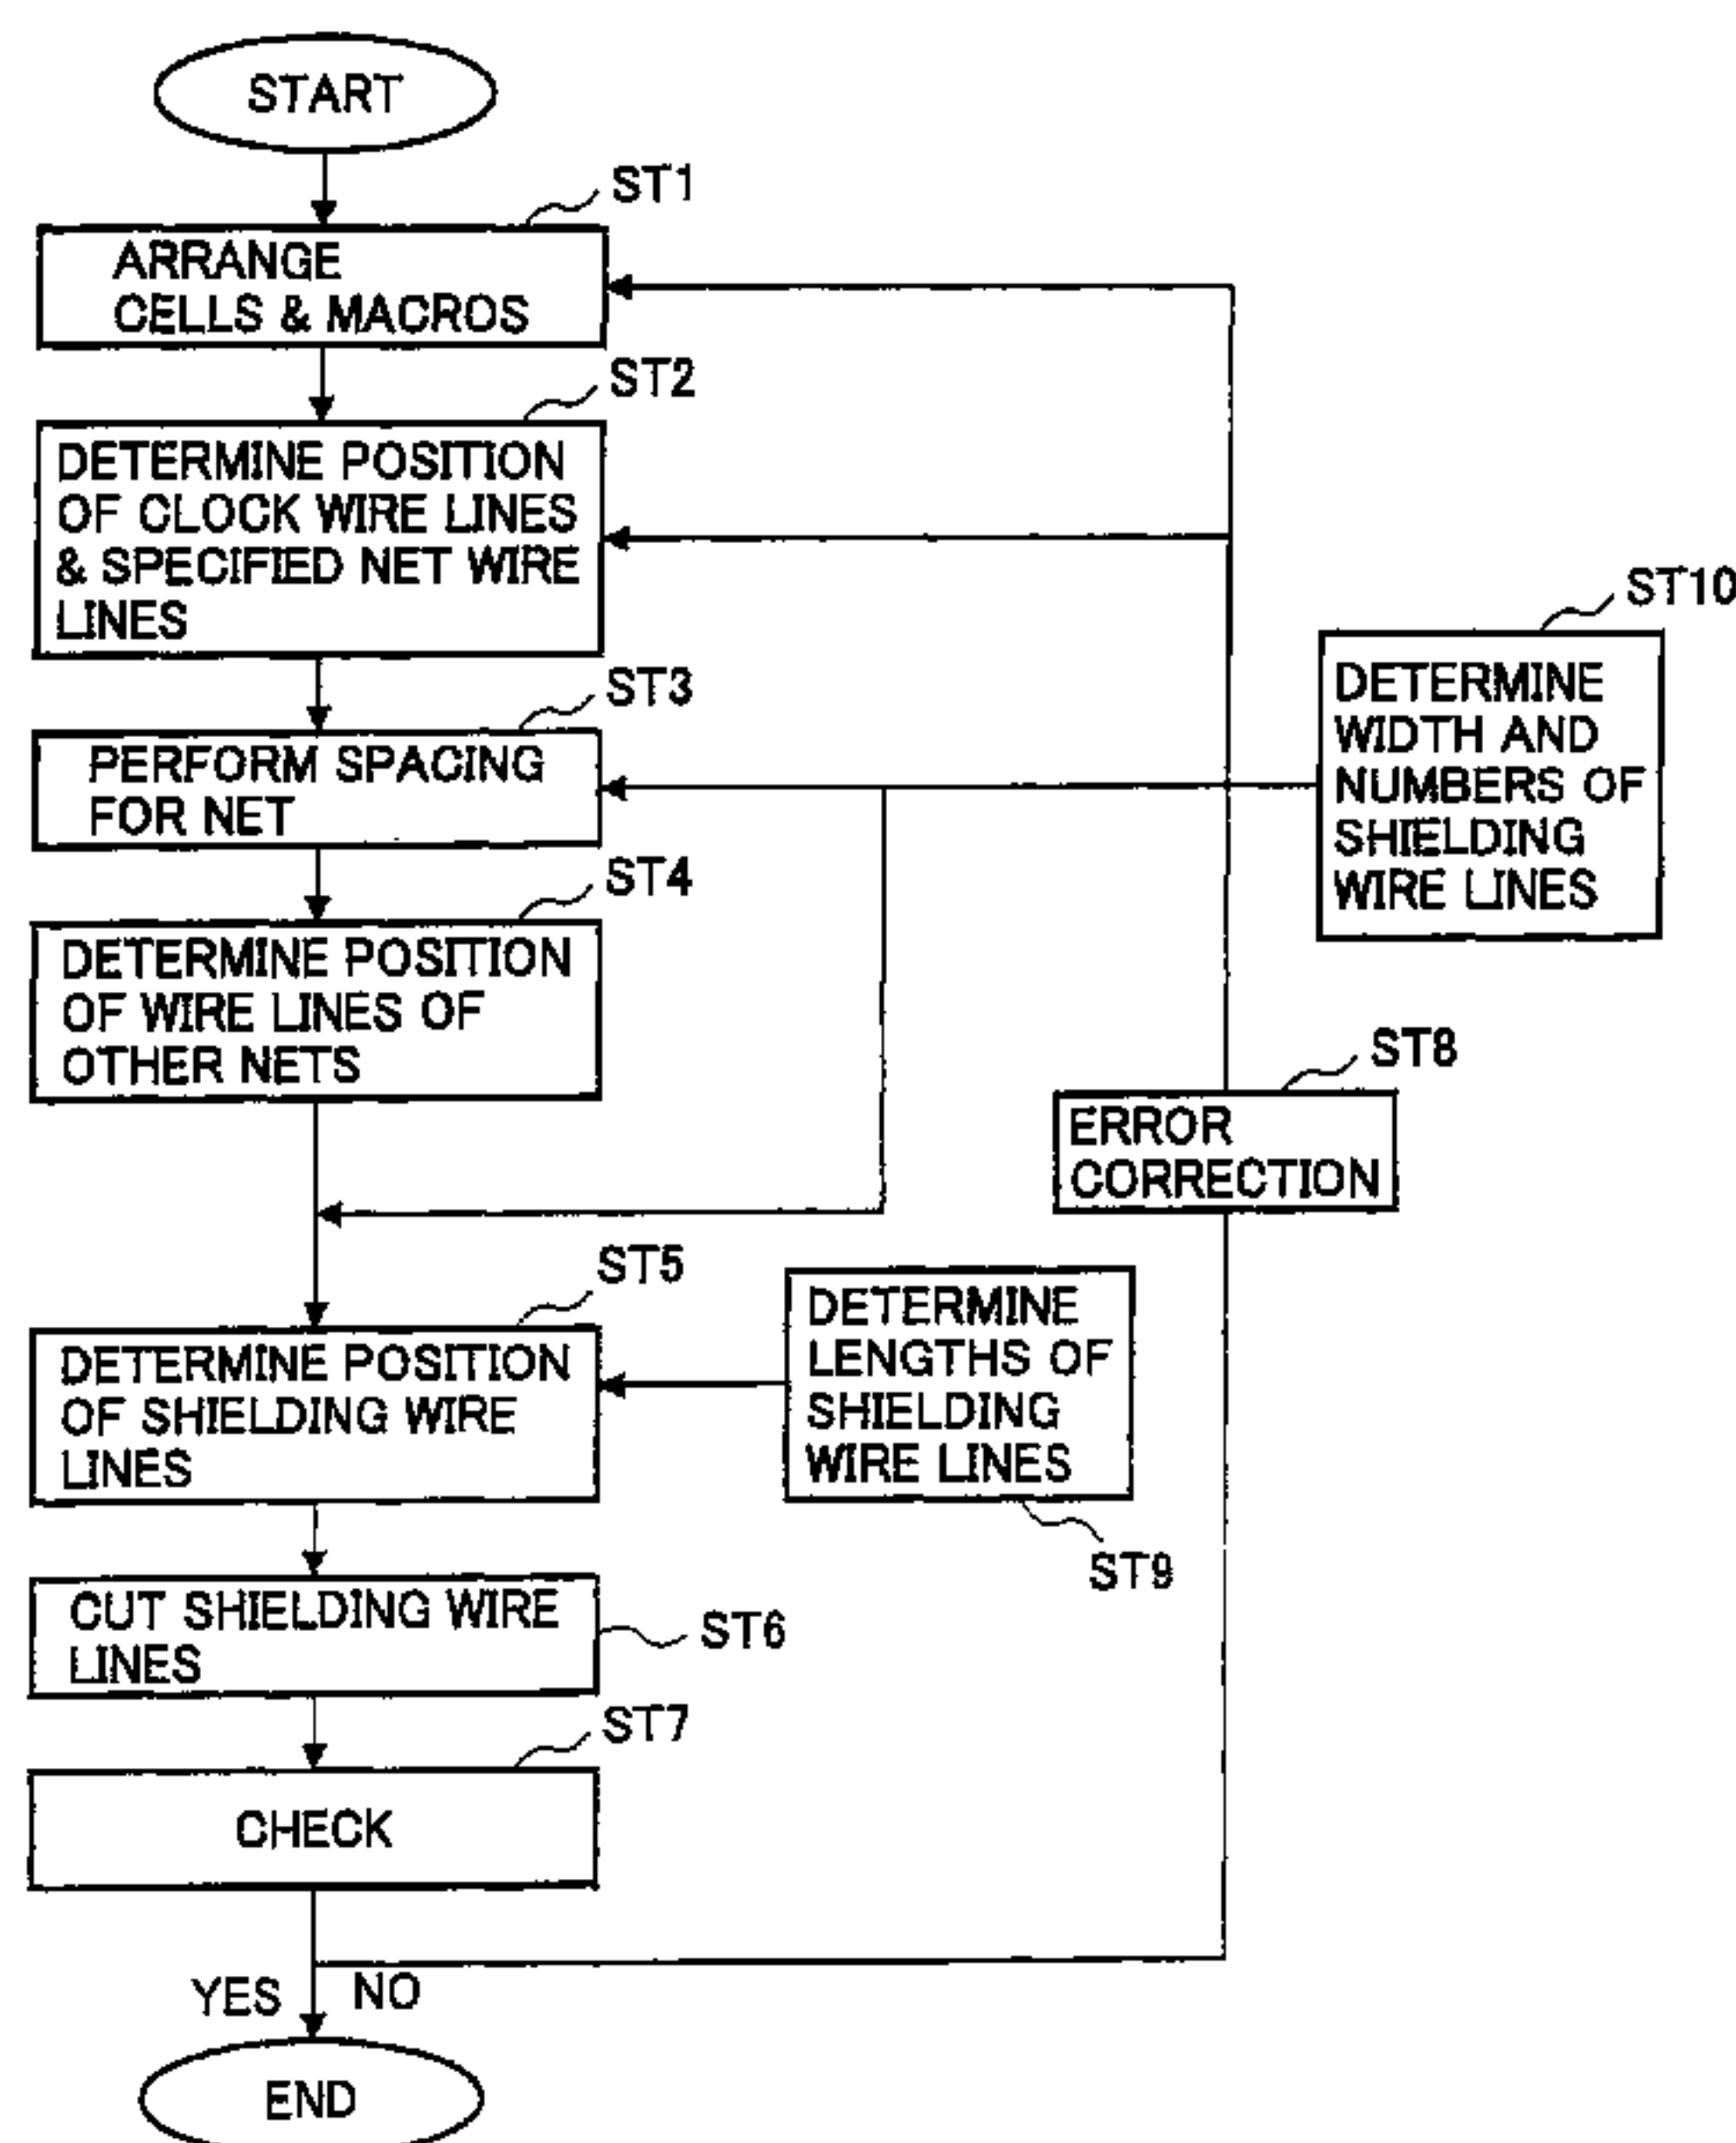 START
ST1
ARRANGE
CELLS & MACROS
ST2
DETERMINE POSITION
OF CLOCK WIRE LINES
& SPECIFIED NET WIRE
LINES
ST10
DETERMINE
WIDTH AND
NUMBERS OF
SHIELDING
WIRE LINES
ST3
PERFORM SPACING
FOR NET
ST4
DETERMINE POSITION
OF WIRE LINES OF
OTHER NETS
ST8
ERROR
CORRECTION
ST5
DETERMINE POSITION
OF SHIELDING WIRE
LINES
DETERMINE
LENGTHS OF
SHIELDING
WIRE LINES
ST9
CUT SHIELDING WIRE
LINES
ST6
ST7
CHECK
YES
NO
END